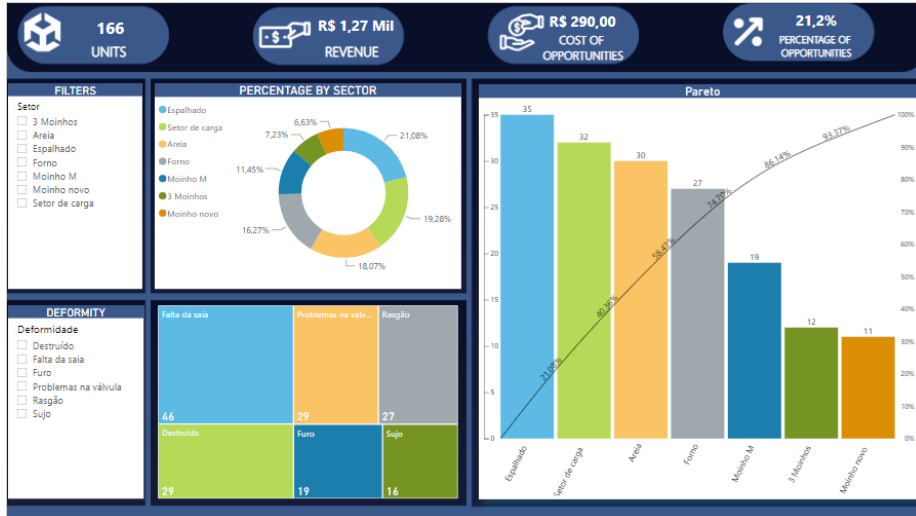 166
UNITS
R$ 1,27 Mil
REVENUE
R$ 290,00
COST OF
OPPORTUNITIES
21,2%
PERCENTAGE OF
OPPORTUNITIES
FILTERS
Setor
3 Moinhos
Areia
Espalhado
Forno
Moinho M
Moinho novo
Setor de carga
PERCENTAGE BY SECTOR
Espalhado
Setor de carga
Areia
Forno
Moinho M
3 Moinhos
Moinho novo
6,63%
7,23%
11,45%
16,27%
18,07%
19,28%
21,08%
Pareto
35
30
25
20
15
10
5
0
35
32
30
27
19
12
11
21,08%
40,36%
58,43%
74,70%
86,14%
93,37%
100%
90%
80%
70%
60%
50%
40%
30%
20%
10%
0%
Espalhado
Setor de carga
Areia
Forno
Moinho M
3 Moinhos
Moinho novo
DEFORMITY
Deformidade
Destruído
Falta da saia
Furo
Problemas na válvula
Rasgão
Sujo
Falta da saia
46
Problemas na válv...
29
Rasgão
27
Destruído
29
Furo
19
Sujo
16